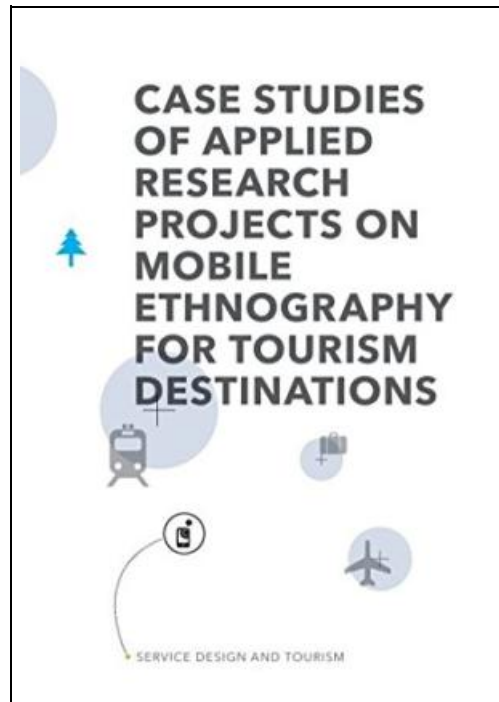 CASE STUDIES
OF APPLIED
RESEARCH
PROJECTS ON
MOBILE
ETHNOGRAPHY
FOR TOURISM
DESTINATIONS
SERVICE DESIGN AND TOURISM